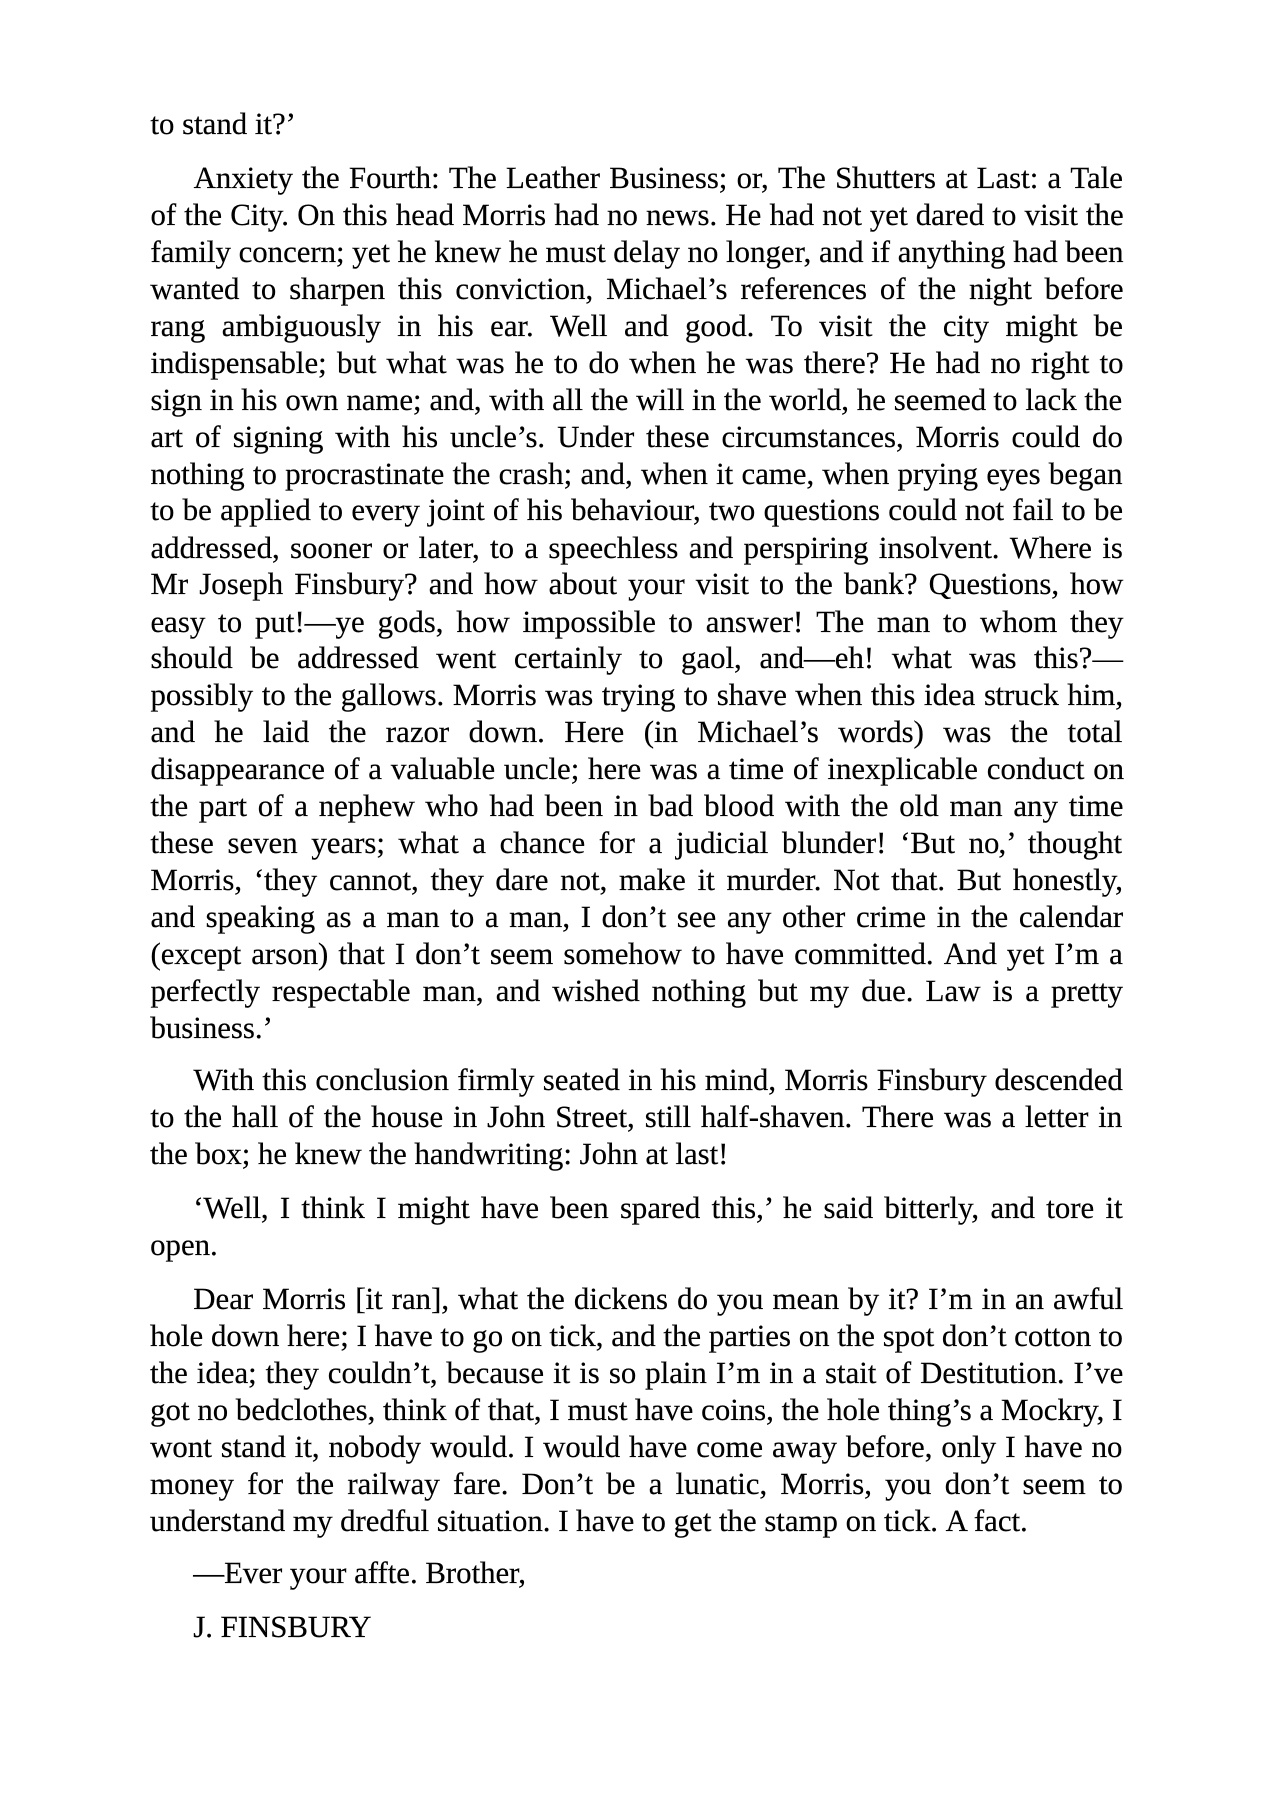 to stand it?’
Anxiety the Fourth: The Leather Business; or, The Shutters at Last: a Tale
of the City. On this head Morris had no news. He had not yet dared to visit the
family concern; yet he knew he must delay no longer, and if anything had been
wanted to sharpen this conviction, Michael’s references of the night before
rang ambiguously in his ear. Well and good. To visit the city might be
indispensable; but what was he to do when he was there? He had no right to
sign in his own name; and, with all the will in the world, he seemed to lack the
art of signing with his uncle’s. Under these circumstances, Morris could do
nothing to procrastinate the crash; and, when it came, when prying eyes began
to be applied to every joint of his behaviour, two questions could not fail to be
addressed, sooner or later, to a speechless and perspiring insolvent. Where is
Mr Joseph Finsbury? and how about your visit to the bank? Questions, how
easy to put!—ye gods, how impossible to answer! The man to whom they
should be addressed went certainly to gaol, and—eh! what was this?—
possibly to the gallows. Morris was trying to shave when this idea struck him,
and he laid the razor down. Here (in Michael’s words) was the total
disappearance of a valuable uncle; here was a time of inexplicable conduct on
the part of a nephew who had been in bad blood with the old man any time
these seven years; what a chance for a judicial blunder! ‘But no,’ thought
Morris, ‘they cannot, they dare not, make it murder. Not that. But honestly,
and speaking as a man to a man, I don’t see any other crime in the calendar
(except arson) that I don’t seem somehow to have committed. And yet I’m a
perfectly respectable man, and wished nothing but my due. Law is a pretty
business.’
With this conclusion firmly seated in his mind, Morris Finsbury descended
to the hall of the house in John Street, still half-shaven. There was a letter in
the box; he knew the handwriting: John at last!
‘Well, I think I might have been spared this,’ he said bitterly, and tore it
open.
Dear Morris [it ran], what the dickens do you mean by it? I’m in an awful
hole down here; I have to go on tick, and the parties on the spot don’t cotton to
the idea; they couldn’t, because it is so plain I’m in a stait of Destitution. I’ve
got no bedclothes, think of that, I must have coins, the hole thing’s a Mockry, I
wont stand it, nobody would. I would have come away before, only I have no
money for the railway fare. Don’t be a lunatic, Morris, you don’t seem to
understand my dredful situation. I have to get the stamp on tick. A fact.
—Ever your affte. Brother,
J. FINSBURY